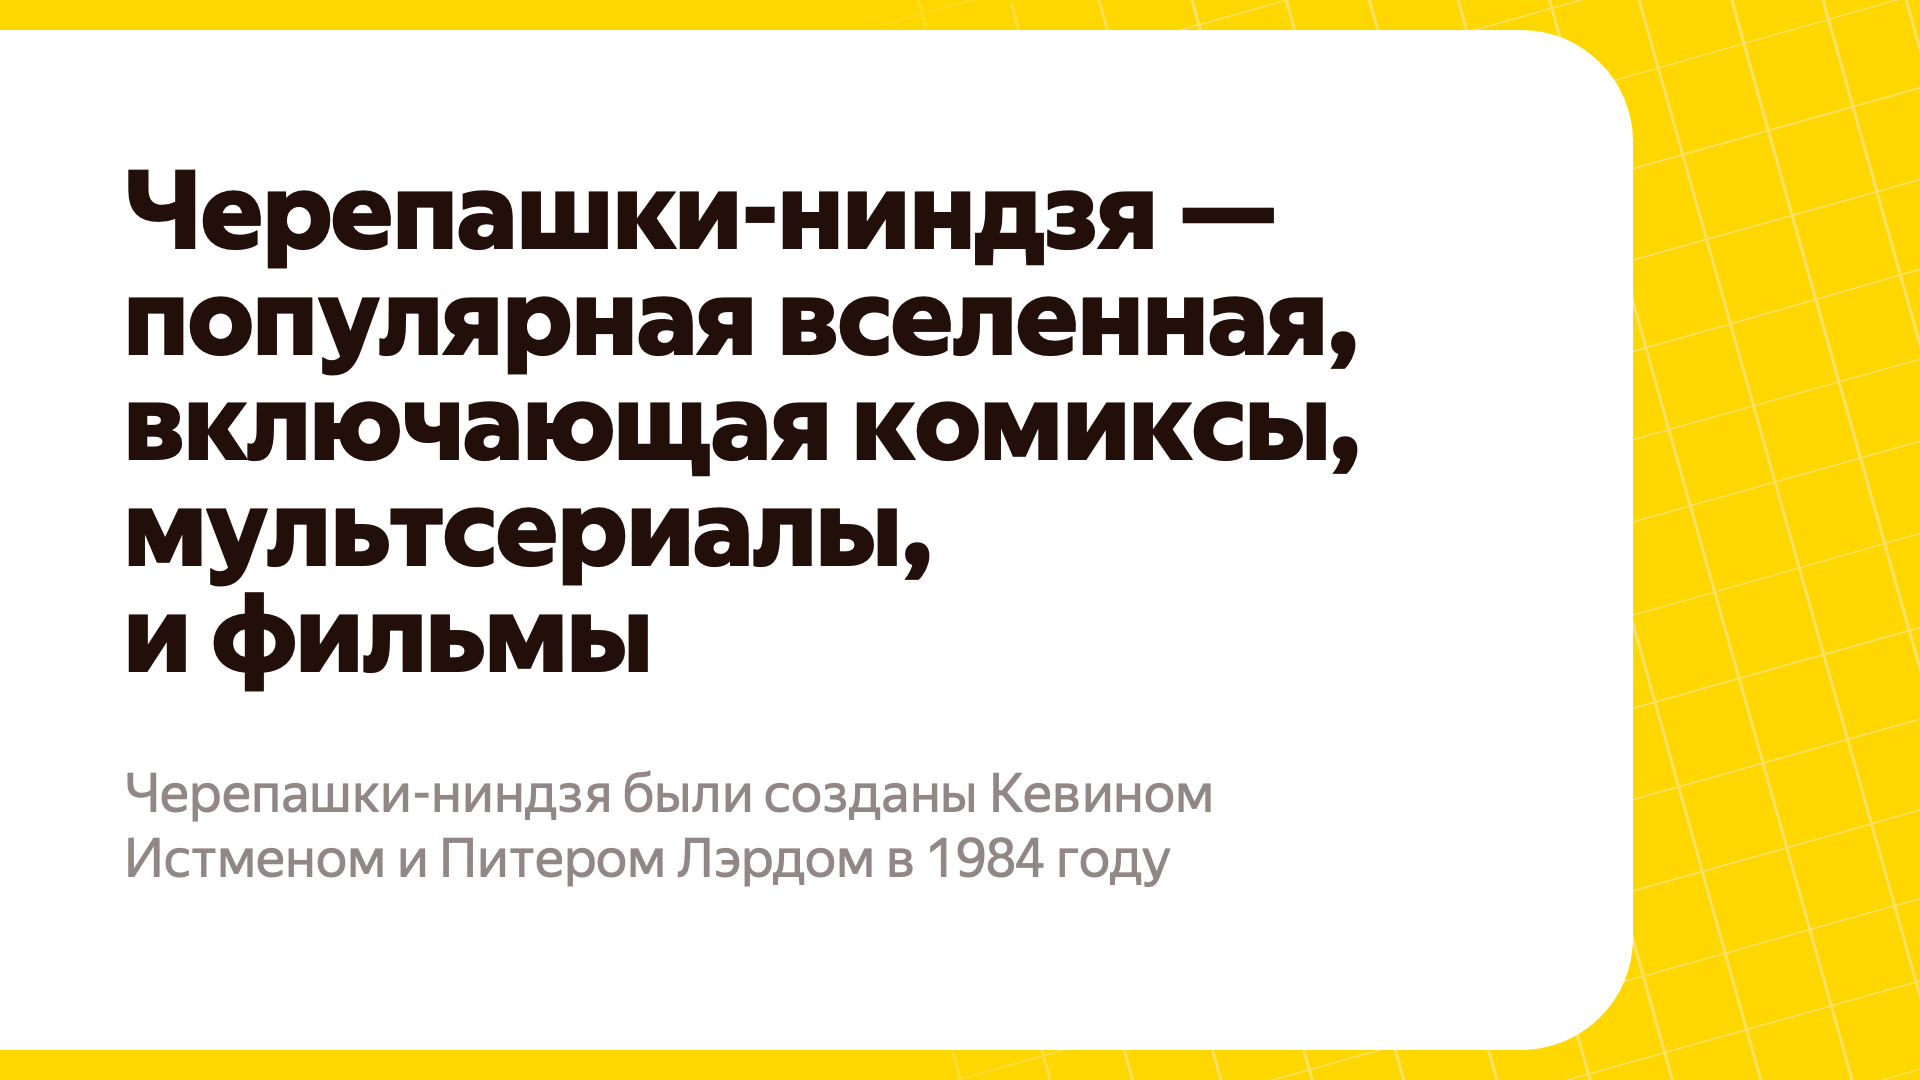 Черепашки-ниндзя —
популярная вселенная,
включающая комиксы,
мультсериалы,
и фильмы
Черепашки-ниндзя были созданы Кевином
Истменом и Питером Лэрдом в 1984 году